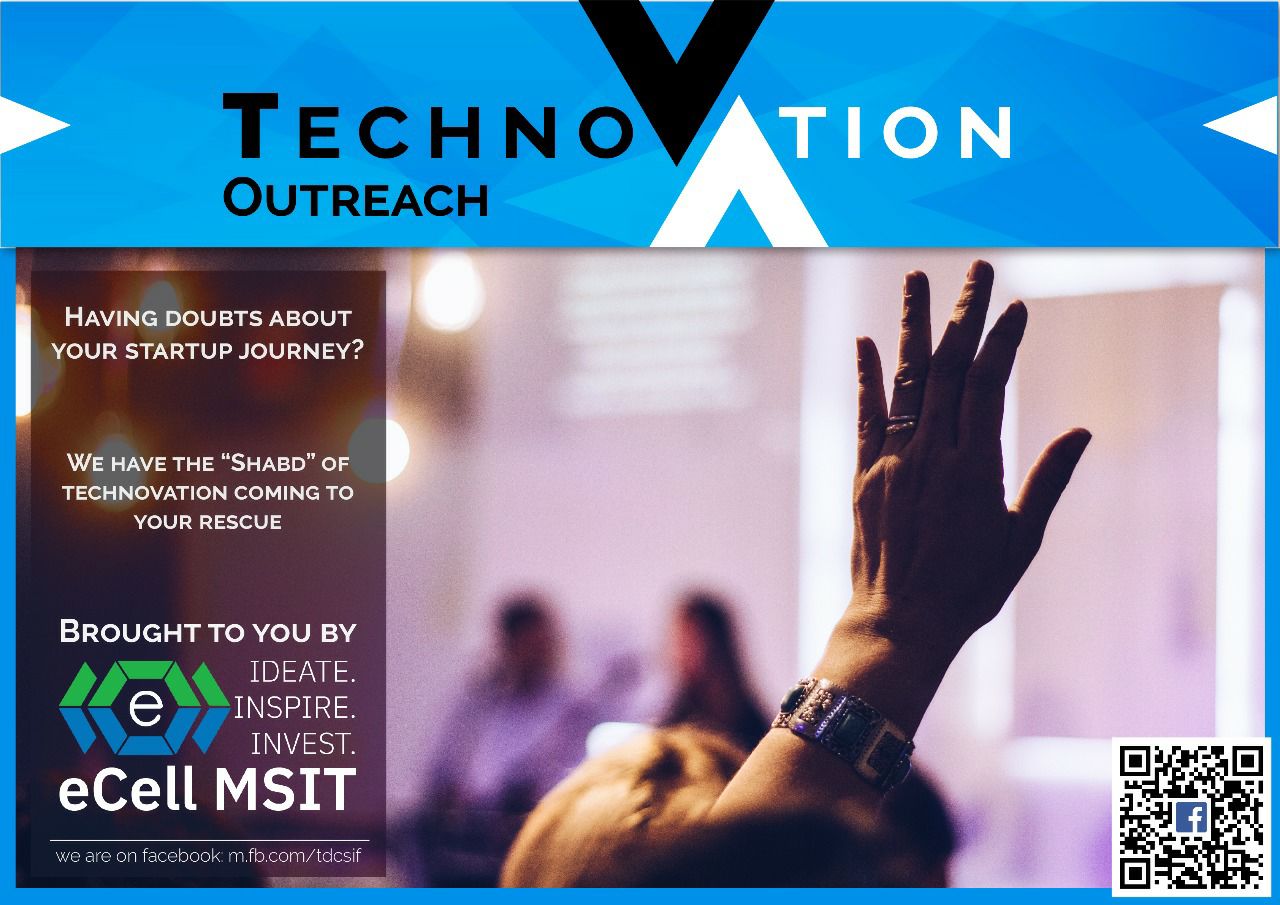 TECHNOVATION
OUTREACH
HAVING DOUBTS ABOUT
YOUR STARTUP JOURNEY?
WE HAVE THE “SHABD” OF
TECHNOVATION COMING TO
YOUR RESCUE
BROUGHT TO YOU BY
e
IDEATE.
INSPIRE.
INVEST.
eCell MSIT
we are on facebook: m.fb.com/tdcsif
f